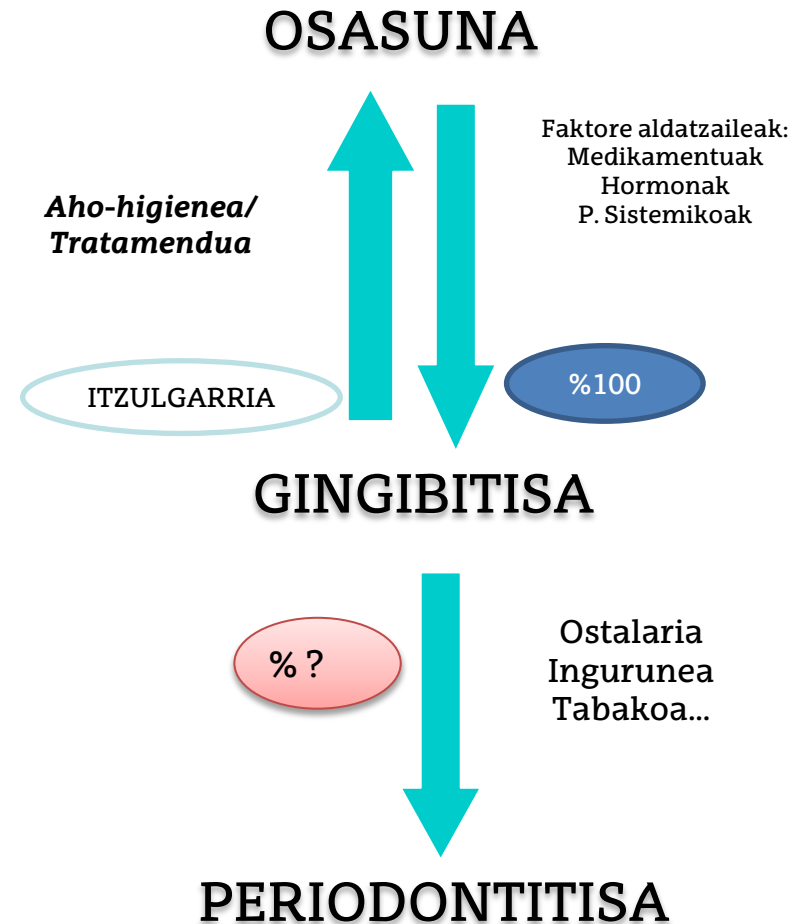 OSASUNA
Faktore aldatzaileak:
Medikamentuak
Hormonak
P. Sistemikoak
Aho-higienea/
Tratamendua
ITZULGARRIA
%100
GINGIBITISA
% ?
Ostalaria
Ingurunea
Tabakoa...
PERIODONTITISA